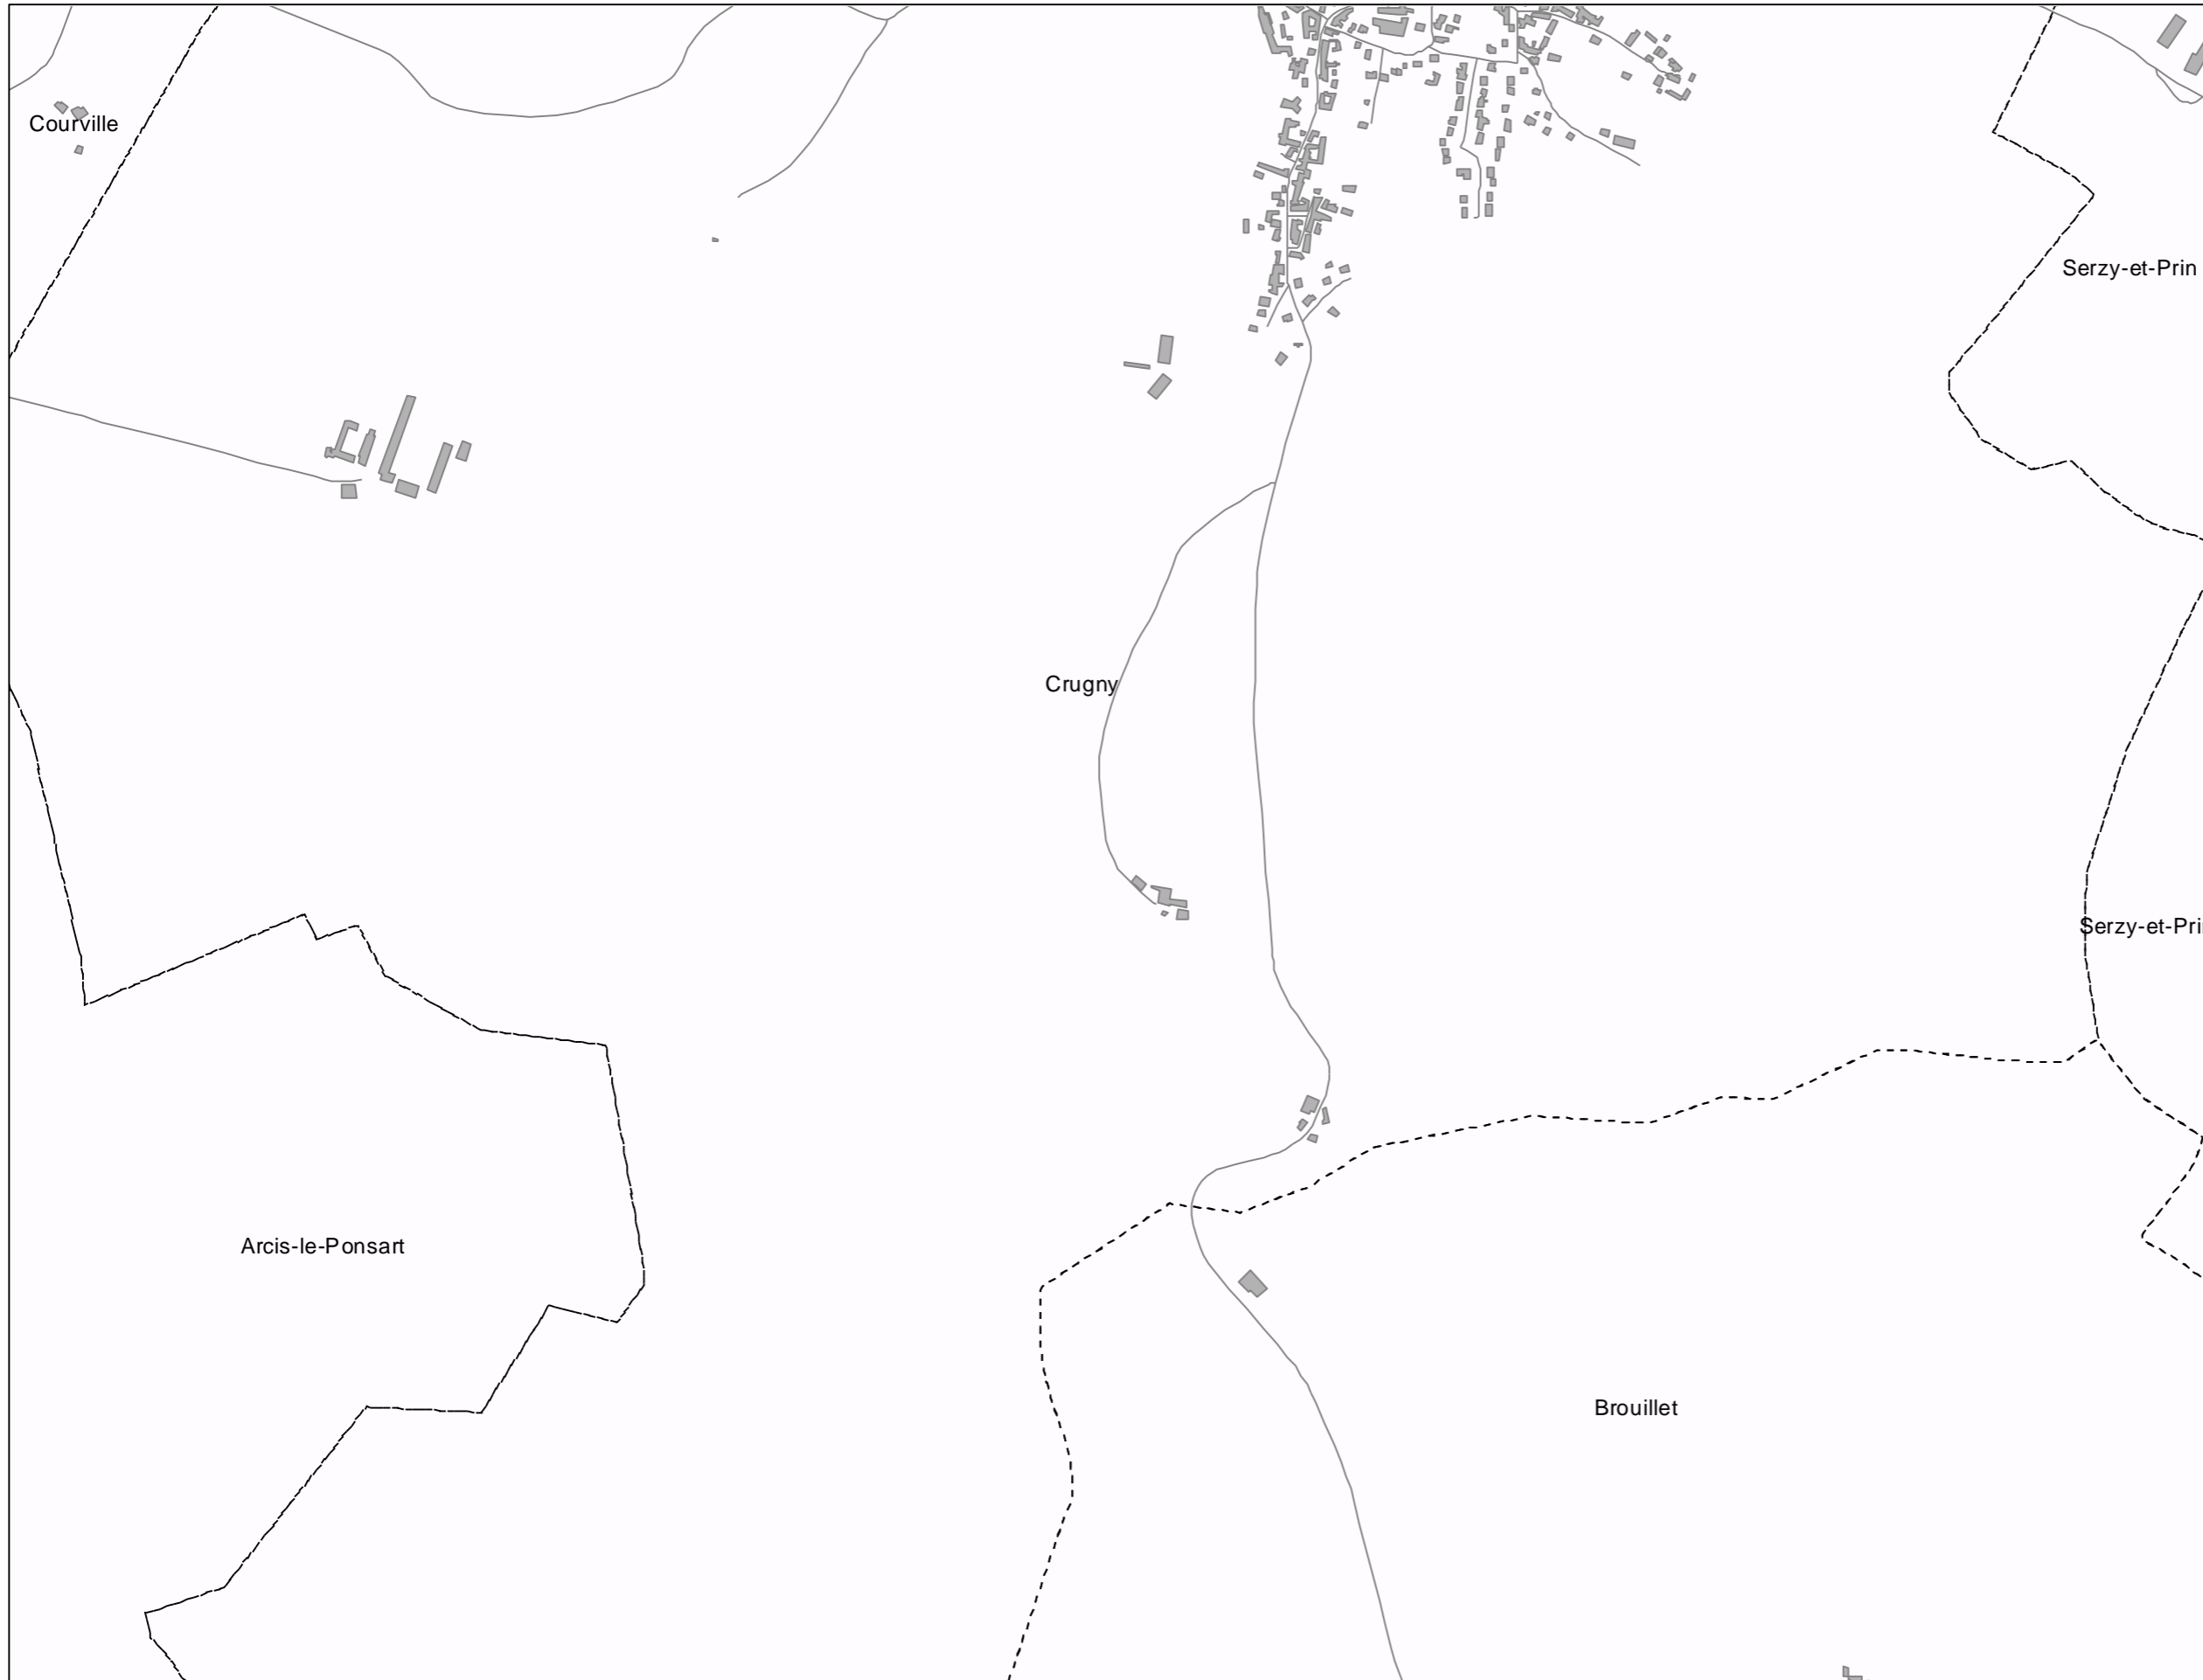 Courville
Serzy-et-Prin
Crugny
Serzy-et-Pri
Arcis-le-Ponsart
Brouillet